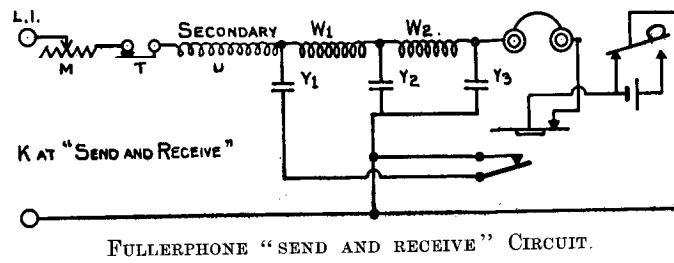 L.I.
SECONDARY W1 W2.
M T U
Y1 Y2 Y3
K AT "SEND AND RECEIVE"
FULLERPHONE "SEND AND RECEIVE" CIRCUIT.